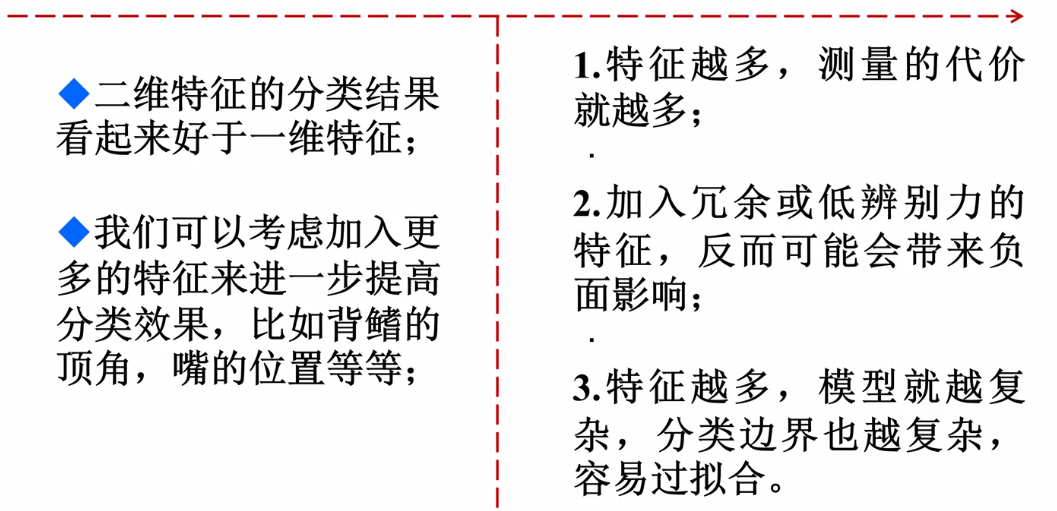 ◆二维特征的分类结果
看起来好于一维特征；
◆我们可以考虑加入更
多的特征来进一步提高
分类效果，比如背鳍的
顶角，嘴的位置等等；
1.特征越多，测量的代价
就越多；
.
2.加入冗余或低辨别力的
特征，反而可能会带来负
面影响；
.
3.特征越多，模型就越复
杂，分类边界也越复杂，
容易过拟合。